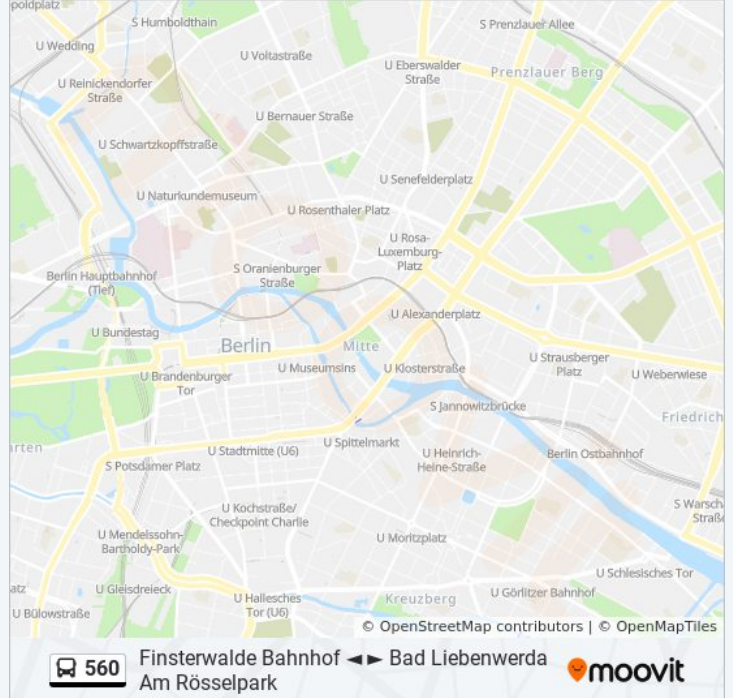 poldplatz
S Humboldthain
S Prenzlauer Allee
U Wedding
U Voltastraße
U Eberswalder
Straße
Prenzlauer Berg
U Reinickendorfer
Straße
U Bernauer Straße
U Schwartzkopffstraße
U Senefelderplatz
U Naturkundemuseum
U Rosenthaler Platz
U Rosa-
Luxemburg-
Platz
S Oranienburger
Straße
Berlin Hauptbahnhof
(Tief)
U Alexanderplatz
U Bundestag
Berlin
Mitte
U Strausberger
Platz
U Museumsins
U Klosterstraße
U Weberwiese
U Brandenburger
Tor
S Jannowitzbrücke
Friedrich
rten
U Stadtmitte (U6)
U Spittelmarkt
U Heinrich-
Heine-Straße
Berlin Ostbahnhof
S Potsdamer Platz
S Warsch
Straße
U Kochstraße/
Checkpoint Charlie
U Mendelssohn-
Bartholdy-Park
U Moritzplatz
U Schlesisches Tor
atz
U Gleisdreieck
U Hallesches
Tor (U6)
Kreuzberg
U Görlitzer Bahnhof
U Bülowstraße
© OpenStreetMap contributors | © OpenMapTiles
560
Finsterwalde Bahnhof ◄ ► Bad Liebenwerda
Am Rösselpark
moovit